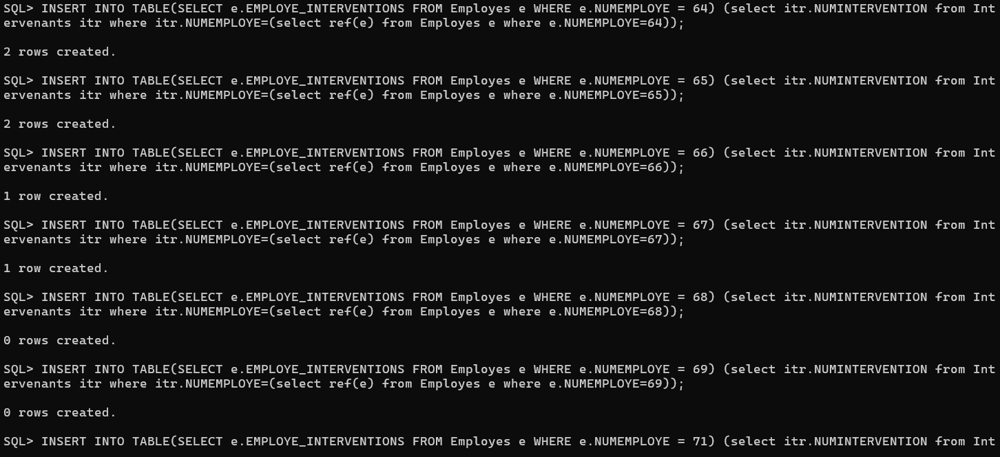 SQL> INSERT INTO TABLE(SELECT e.EMPLOYE_INTERVENTIONS FROM Employes e WHERE e.NUMEMPLOYE = 64) (select itr.NUMINTERVENTION from Int
ervenants itr where itr.NUMEMPLOYE=(select ref(e) from Employes e where e.NUMEMPLOYE=64));
2 rows created.
SQL> INSERT INTO TABLE(SELECT e.EMPLOYE_INTERVENTIONS FROM Employes e WHERE e.NUMEMPLOYE = 65) (select itr.NUMINTERVENTION from Int
ervenants itr where itr.NUMEMPLOYE=(select ref(e) from Employes e where e.NUMEMPLOYE=65));
2 rows created.
SQL> INSERT INTO TABLE(SELECT e.EMPLOYE_INTERVENTIONS FROM Employes e WHERE e.NUMEMPLOYE = 66) (select itr.NUMINTERVENTION from Int
ervenants itr where itr.NUMEMPLOYE=(select ref(e) from Employes e where e.NUMEMPLOYE=66));
1 row created.
SQL> INSERT INTO TABLE(SELECT e.EMPLOYE_INTERVENTIONS FROM Employes e WHERE e.NUMEMPLOYE = 67) (select itr.NUMINTERVENTION from Int
ervenants itr where itr.NUMEMPLOYE=(select ref(e) from Employes e where e.NUMEMPLOYE=67));
1 row created.
SQL> INSERT INTO TABLE(SELECT e.EMPLOYE_INTERVENTIONS FROM Employes e WHERE e.NUMEMPLOYE = 68) (select itr.NUMINTERVENTION from Int
ervenants itr where itr.NUMEMPLOYE=(select ref(e) from Employes e where e.NUMEMPLOYE=68));
0 rows created.
SQL> INSERT INTO TABLE(SELECT e.EMPLOYE_INTERVENTIONS FROM Employes e WHERE e.NUMEMPLOYE = 69) (select itr.NUMINTERVENTION from Int
ervenants itr where itr.NUMEMPLOYE=(select ref(e) from Employes e where e.NUMEMPLOYE=69));
0 rows created.
SQL> INSERT INTO TABLE(SELECT e.EMPLOYE_INTERVENTIONS FROM Employes e WHERE e.NUMEMPLOYE = 71) (select itr.NUMINTERVENTION from Int